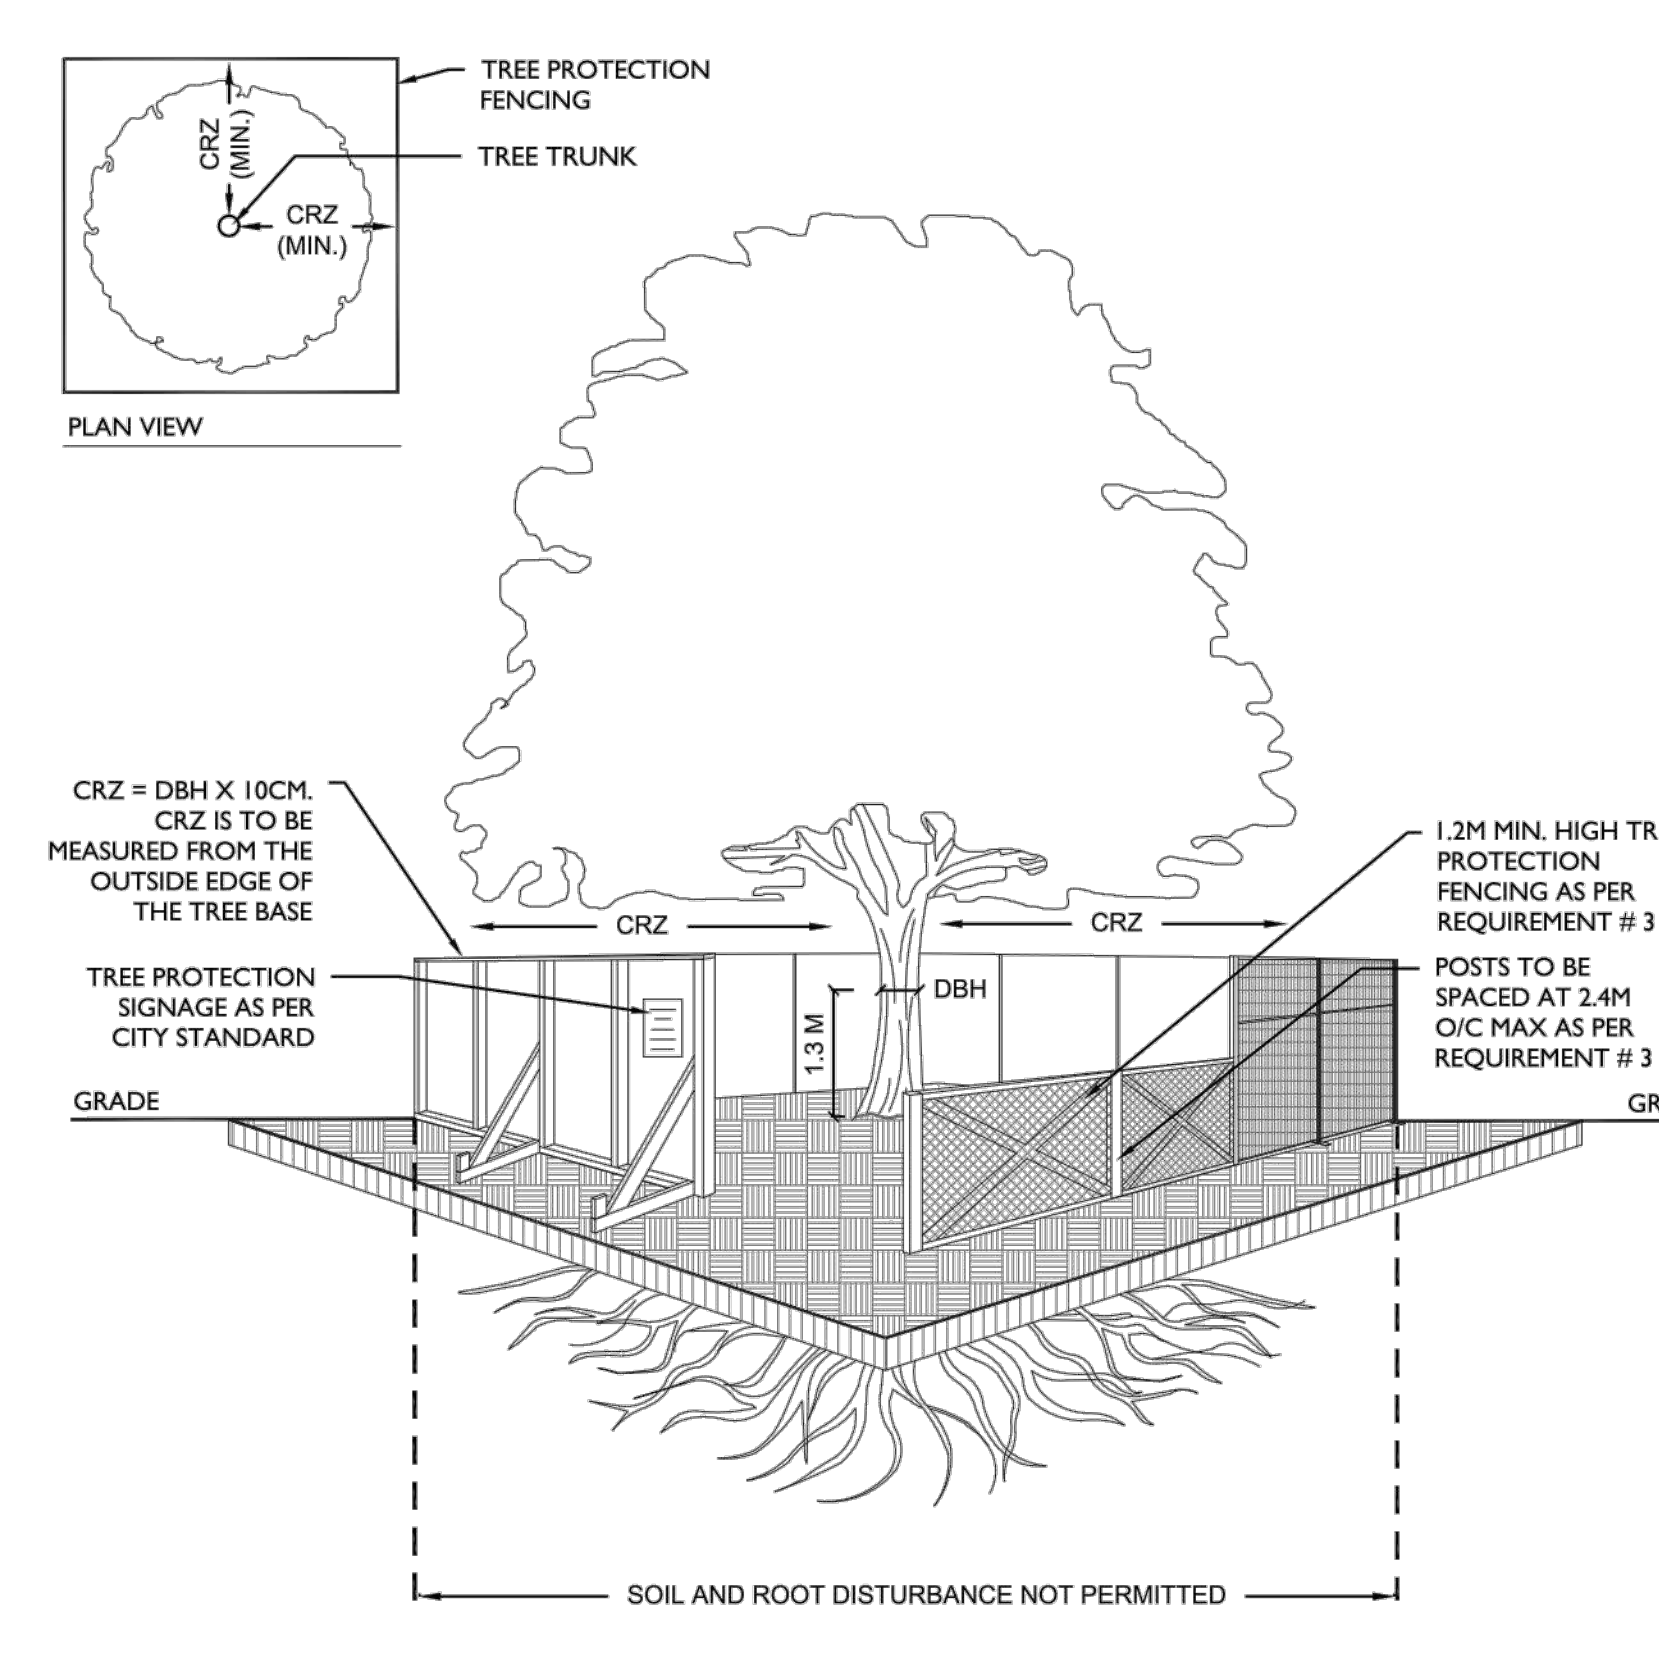 TREE PROTECTION
FENCING
TREE TRUNK
CRZ
(MIN.)
CRZ
(MIN.)
PLAN VIEW
CRZ = DBH X 10CM.
CRZ IS TO BE
MEASURED FROM THE
OUTSIDE EDGE OF
THE TREE BASE
TREE PROTECTION
SIGNAGE AS PER
CITY STANDARD
GRADE
CRZ
CRZ
DBH
1.3 M
1.2M MIN. HIGH TR
PROTECTION
FENCING AS PER
REQUIREMENT # 3
POSTS TO BE
SPACED AT 2.4M
O/C MAX AS PER
REQUIREMENT # 3
GR
SOIL AND ROOT DISTURBANCE NOT PERMITTED